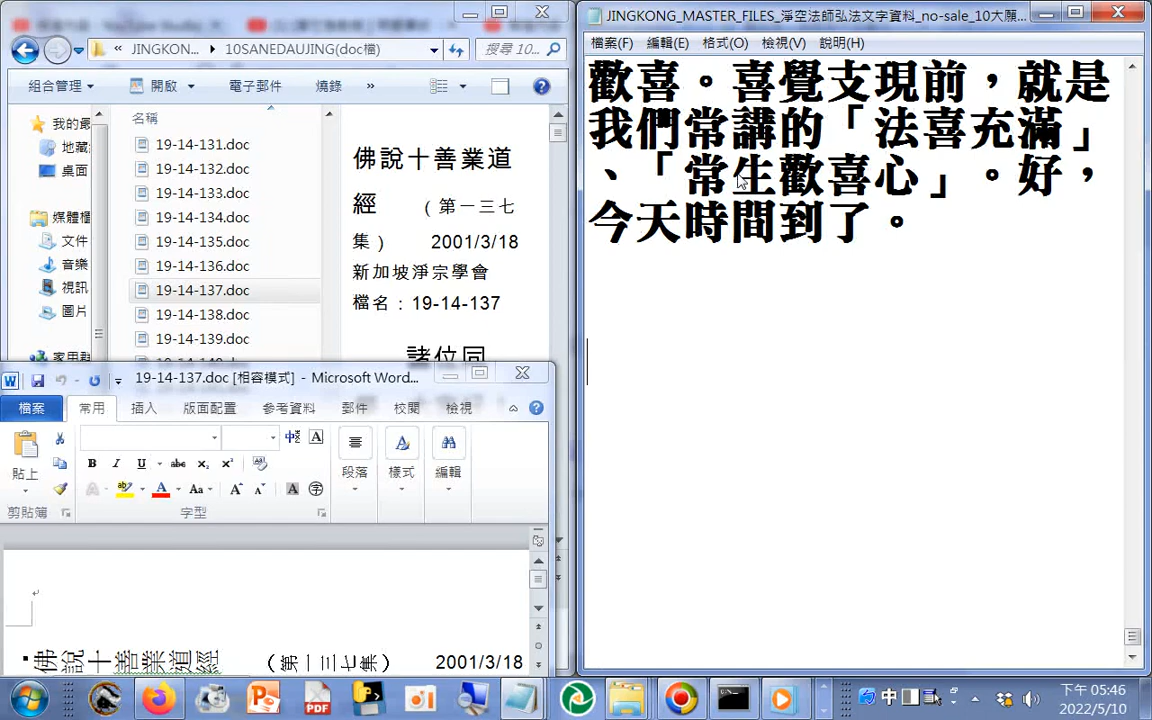 JINGKON...
10SANEDAUJING(doc檔)
搜尋 10...
組合管理
開啟
電子郵件
燒錄
»
我的最
桌面
媒體櫃
文件
音樂
視訊
圖片
名稱
19-14-131.doc
19-14-132.doc
19-14-133.doc
19-14-134.doc
19-14-135.doc
19-14-136.doc
19-14-137.doc
19-14-138.doc
19-14-139.doc
佛說十善業道
經 (第一三七
集) 2001/3/18
新加坡淨宗學會
檔名：19-14-137
諸位同
19-14-137.doc [相容模式] - Microsoft Word...
檔案 常用 插入 版面配置 參考資料 郵件 校閱 檢視
貼上
段落
樣式
編輯
剪貼簿
字型
佛說十善業道經 (第一三七集) 2001/3/18
JINGKONG_MASTER_FILES_淨空法師弘法文字資料_no-sale_10大願...
檔案(F) 編輯(E) 格式(O) 檢視(V) 說明(H)
歡喜。喜覺支現前，就是
我們常講的「法喜充滿」
、「常生歡喜心」。好，
今天時間到了。
中
下午 05:46
2022/5/10